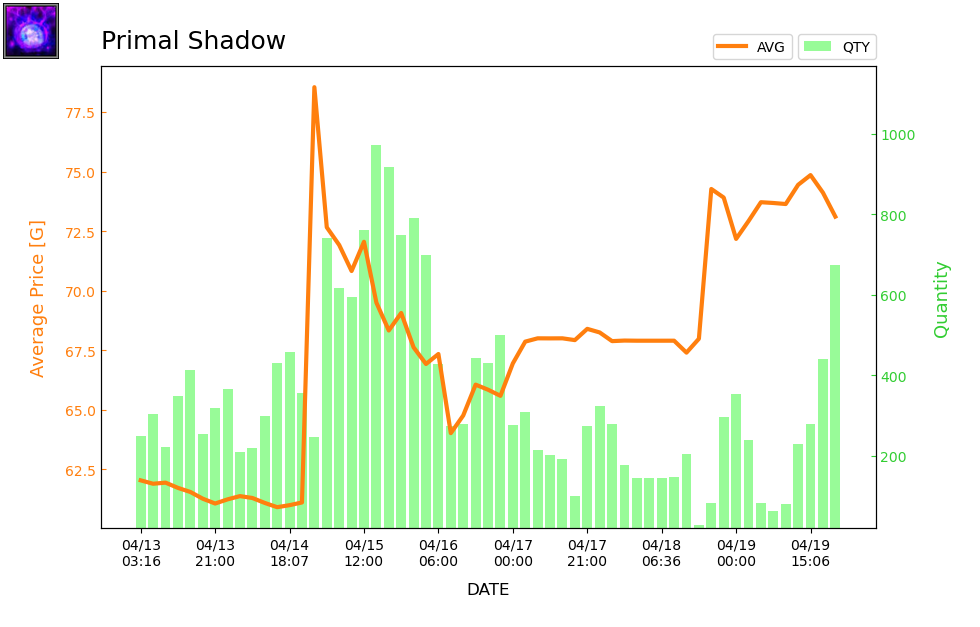 Primal Shadow
AVG
QTY
Average Price [G]
77.5
75.0
72.5
70.0
67.5
65.0
62.5
1000
800
600
400
200
Quantity
04/13 04/13 04/14 04/15 04/16 04/17 04/17 04/18 04/19 04/19
03:16 21:00 18:07 12:00 06:00 00:00 21:00 06:36 00:00 15:06
DATE